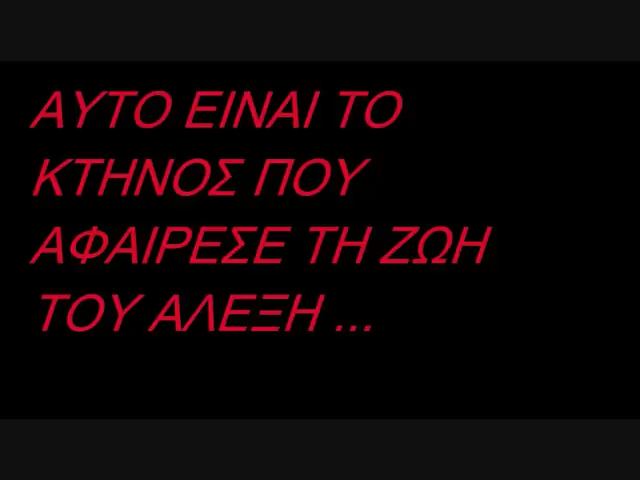 ΑΥΤΟ ΕΙΝΑΙ ΤΟ
ΚΤΗΝΟΣ ΠΟΥ
ΑΦΑΙΡΕΣΕ ΤΗ ΖΩΗ
ΤΟΥ ΑΛΕΞΗ ...